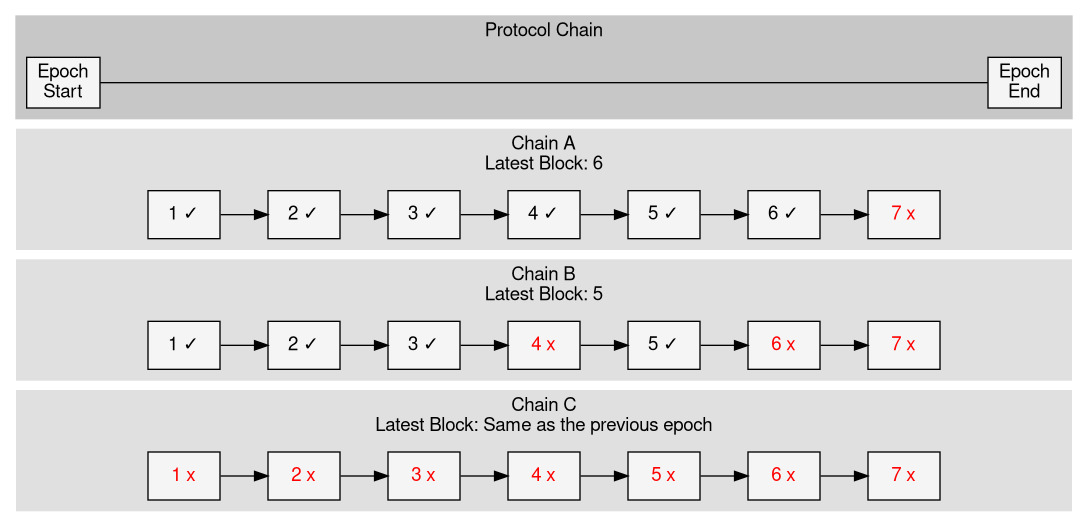 Protocol Chain
Epoch
Start
Epoch
End
Chain A
Latest Block: 6
1 ✓ 2 ✓ 3 ✓ 4 ✓ 5 ✓ 6 ✓ 7 x
Chain B
Latest Block: 5
1 ✓ 2 ✓ 3 ✓ 4 x 5 ✓ 6 x 7 x
Chain C
Latest Block: Same as the previous epoch
1 x 2 x 3 x 4 x 5 x 6 x 7 x